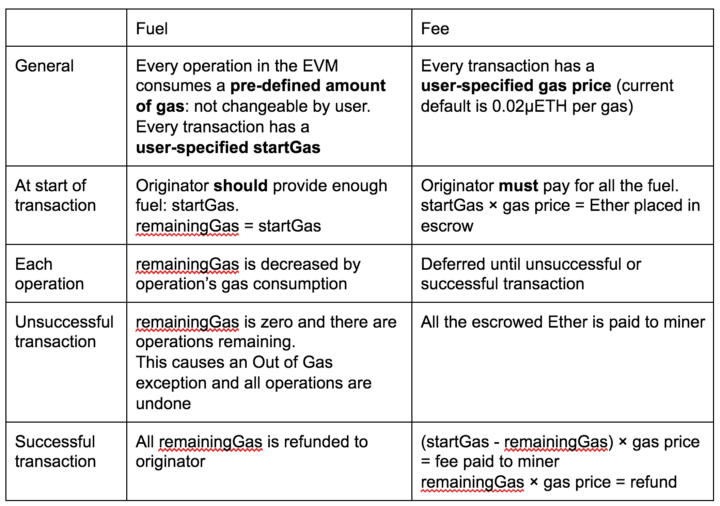 Fuel
Fee
General
Every operation in the EVM
consumes a pre-defined amount
of gas: not changeable by user.
Every transaction has a
user-specified startGas
Every transaction has a
user-specified gas price (current
default is 0.02µETH per gas)
At start of
transaction
Originator should provide enough
fuel: startGas.
remainingGas = startGas
Originator must pay for all the fuel.
startGas × gas price = Ether placed in
escrow
Each
operation
remainingGas is decreased by
operation’s gas consumption
Deferred until unsuccessful or
successful transaction
Unsuccessful
transaction
remainingGas is zero and there are
operations remaining.
This causes an Out of Gas
exception and all operations are
undone
All the escrowed Ether is paid to miner
Successful
transaction
All remainingGas is refunded to
originator
(startGas - remainingGas) × gas price
= fee paid to miner
remainingGas × gas price = refund